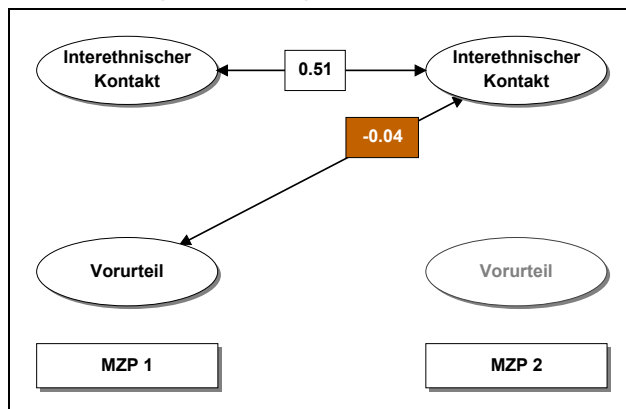 Interethnischer
Kontakt
0.51
Interethnischer
Kontakt
-0.04
Vorurteil
Vorurteil
MZP 1
MZP 2